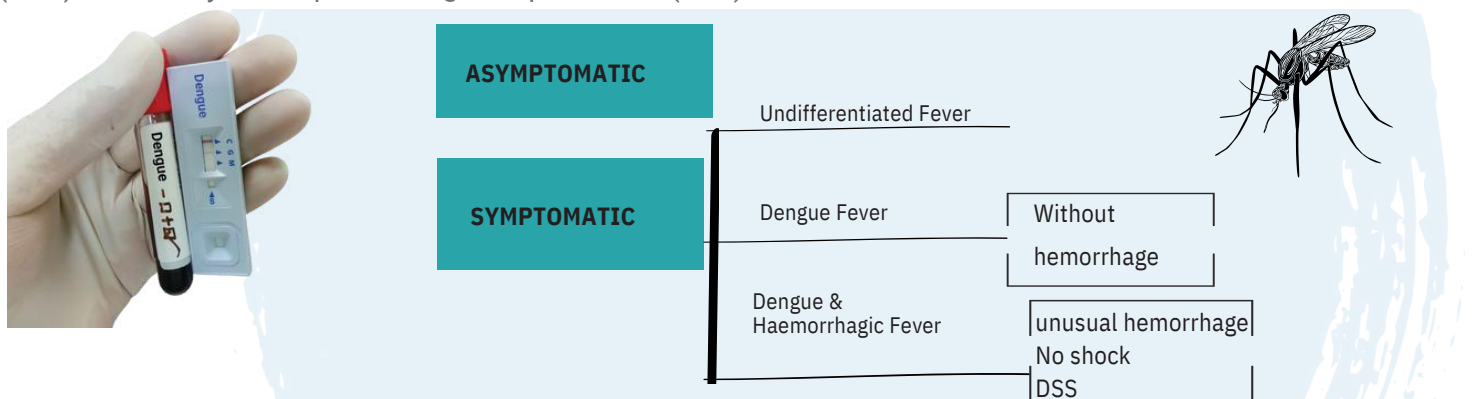 ASYMPTOMATIC
Undifferentiated Fever
SYMPTOMATIC
Dengue Fever
Without
hemorrhage
Dengue &
Haemorrhagic Fever
unusual hemorrhage
No shock
DSS
Dengue
C G M
Dengue